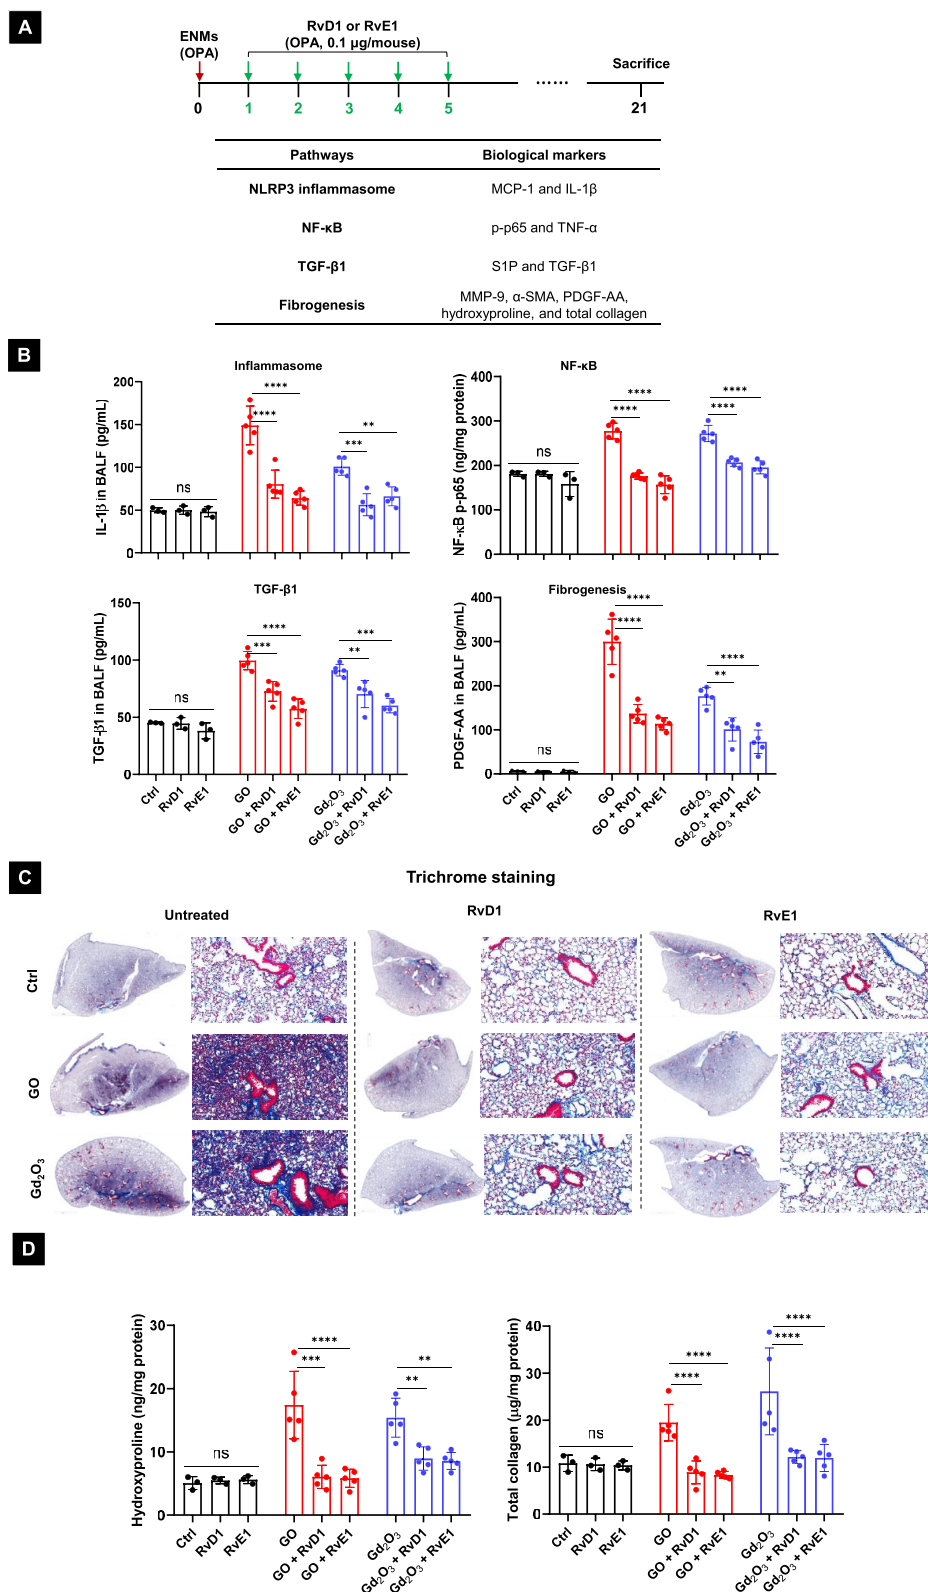 A
ENMs
(OPA)
RvD1 or RvE1
(OPA, 0.1 μg/mouse)
Sacrifice
......
0 1 2 3 4 5 21
Pathways Biological markers
NLRP3 inflammasome MCP-1 and IL-1β
NF-κB p-p65 and TNF-α
TGF-β1 S1P and TGF-β1
Fibrogenesis MMP-9, α-SMA, PDGF-AA,
hydroxyproline, and total collagen
B
Inflammasome
IL-1β in BALF (pg/mL)
200
150
100
50
0
ns
****
****
***
**
NF-κB
NF-κB p-p65 (ng/mg protein)
400
300
200
100
0
ns
****
****
****
****
TGF-β1
TGF-β1 in BALF (pg/mL)
150
100
50
0
ns
****
***
***
**
Ctrl
RvD1
RvE1
GO
GO + RvD1
GO + RvE1
Gd₂O₃
Gd₂O₃ + RvD1
Gd₂O₃ + RvE1
Fibrogenesis
PDGF-AA in BALF (pg/mL)
400
300
200
100
0
ns
****
****
****
**
Ctrl
RvD1
RvE1
GO
GO + RvD1
GO + RvE1
Gd₂O₃
Gd₂O₃ + RvD1
Gd₂O₃ + RvE1
C
Trichrome staining
Untreated RvD1 RvE1
Ctrl
GO
Gd₂O₃
D
Hydroxyproline (ng/mg protein)
30
20
10
0
ns
****
***
**
**
Ctrl
RvD1
RvE1
GO
GO + RvD1
GO + RvE1
Gd₂O₃
Gd₂O₃ + RvD1
Gd₂O₃ + RvE1
Total collagen (μg/mg protein)
40
30
20
10
0
ns
****
****
****
****
Ctrl
RvD1
RvE1
GO
GO + RvD1
GO + RvE1
Gd₂O₃
Gd₂O₃ + RvD1
Gd₂O₃ + RvE1